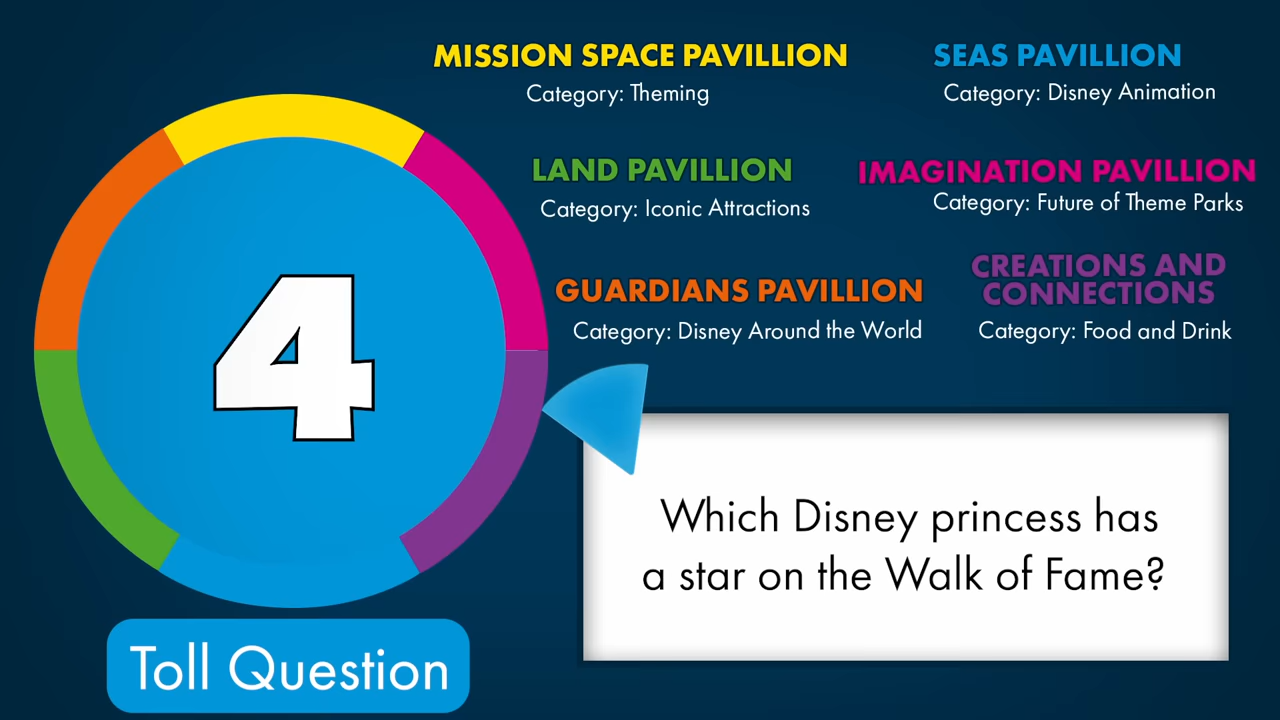 MISSION SPACE PAVILLION
Category: Theming
SEAS PAVILLION
Category: Disney Animation
LAND PAVILLION
Category: Iconic Attractions
IMAGINATION PAVILLION
Category: Future of Theme Parks
GUARDIANS PAVILLION
Category: Disney Around the World
CREATIONS AND
CONNECTIONS
Category: Food and Drink
4
Toll Question
Which Disney princess has
a star on the Walk of Fame?